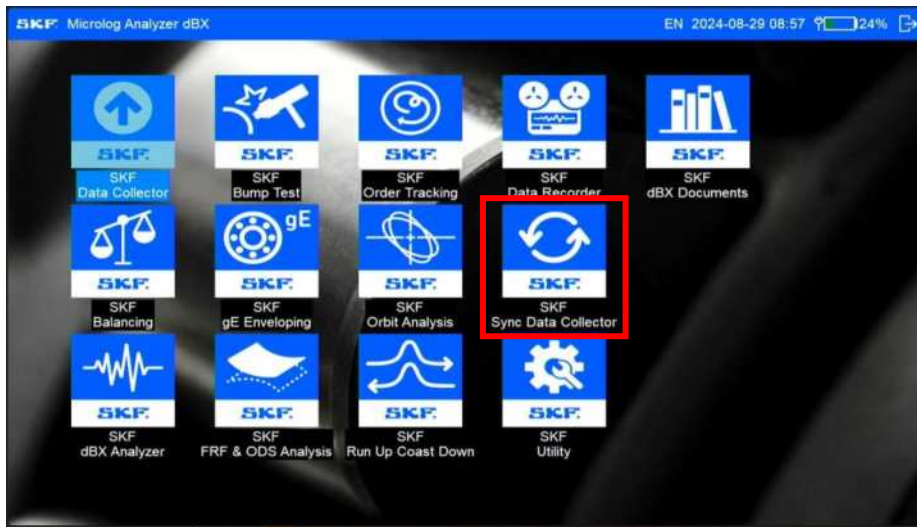 SKF Microlog Analyzer dBX
EN 2024-08-29 08:57 24%
SKF.
SKF
Data Collector
SKF.
SKF
Bump Test
SKF.
SKF
Order Tracking
SKF.
SKF
Data Recorder
SKF.
SKF
dBX Documents
SKF.
SKF
Balancing
gE
SKF.
SKF
gE Enveloping
SKF.
SKF
Orbit Analysis
SKF.
SKF
Sync Data Collector
SKF.
SKF
dBX Analyzer
SKF.
SKF
FRF & ODS Analysis
SKF.
SKF
Run Up Coast Down
SKF.
SKF
Utility